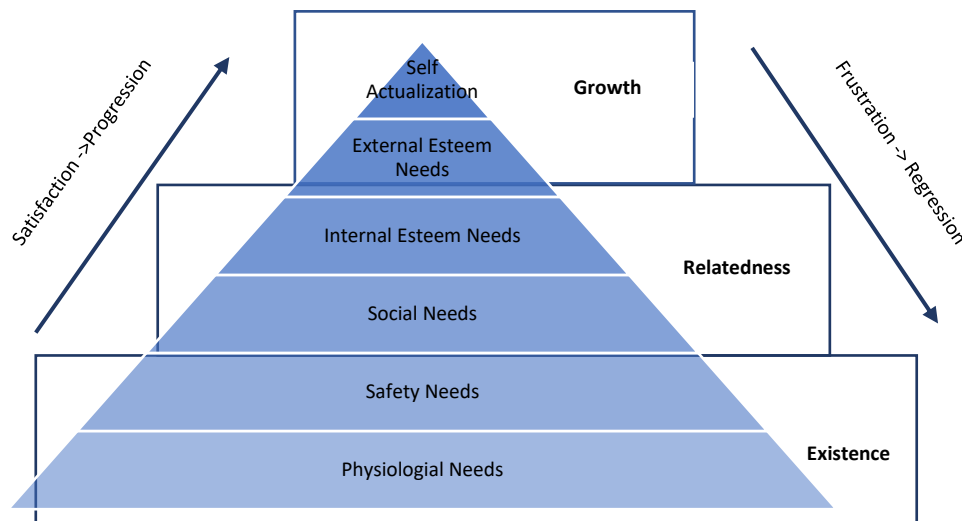 Self
Actualization
Growth
External Esteem
Needs
Internal Esteem Needs
Relatedness
Social Needs
Safety Needs
Existence
Physiologial Needs
Satisfaction ->Progression
Frustration -> Regression